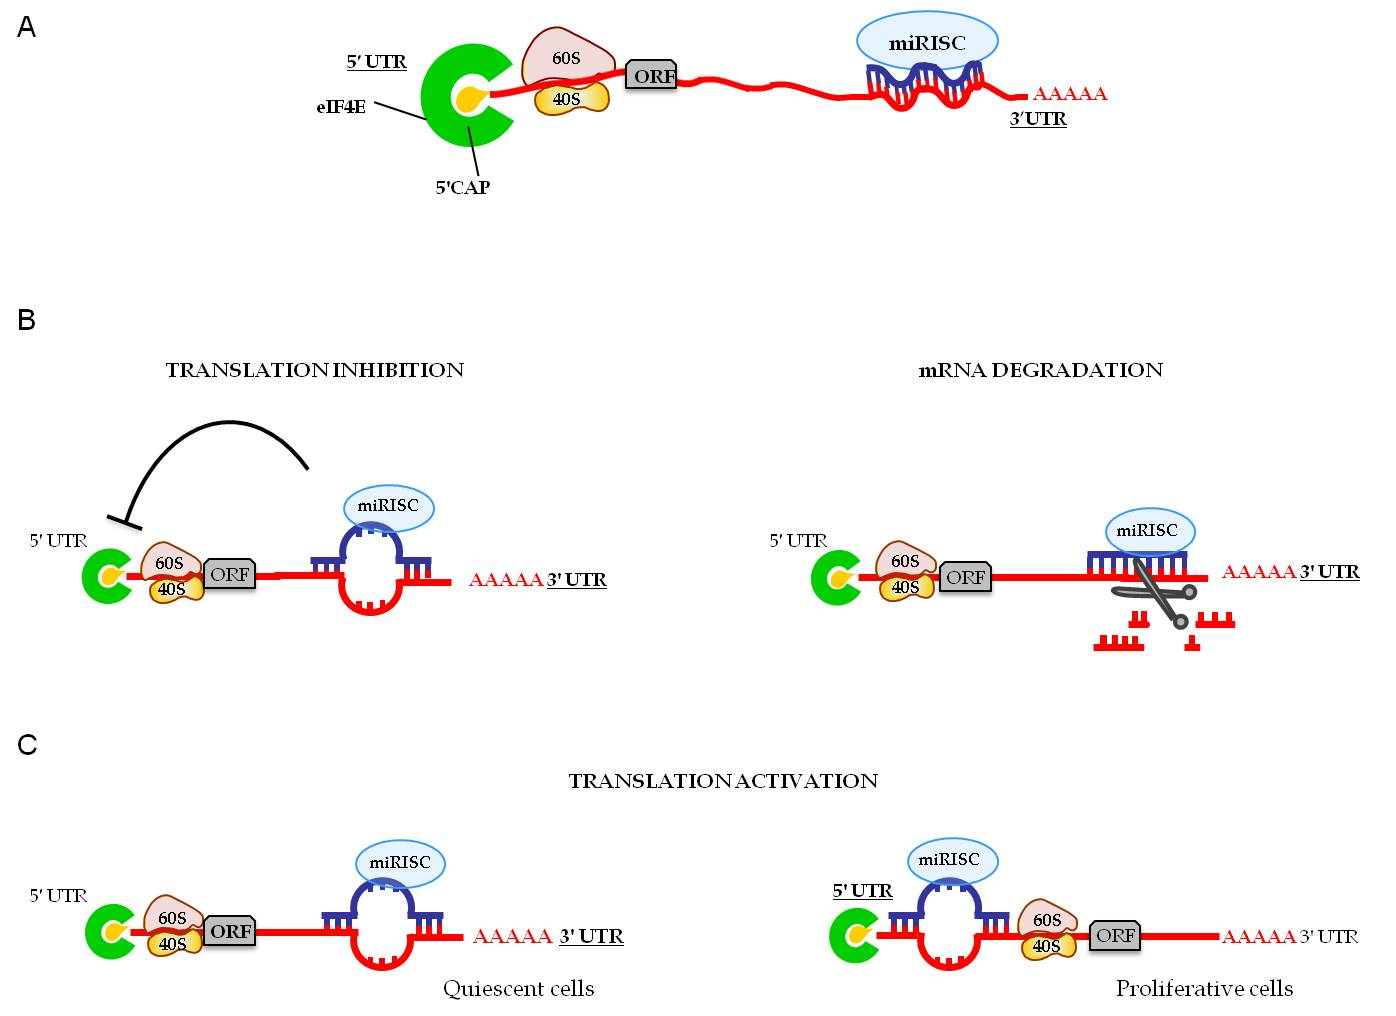 A
5' UTR
60S
miRISC
ORF
eIF4E
40S
AAAAA
3'UTR
5'CAP
B
TRANSLATION INHIBITION
mRNA DEGRADATION
miRISC
5' UTR
60S
ORF
40S
AAAAA 3' UTR
miRISC
5' UTR
60S
ORF
40S
AAAAA 3' UTR
C
TRANSLATION ACTIVATION
miRISC
5' UTR
60S
ORF
40S
AAAAA 3' UTR
Quiescent cells
miRISC
5' UTR
60S
ORF
40S
AAAAA 3' UTR
Proliferative cells